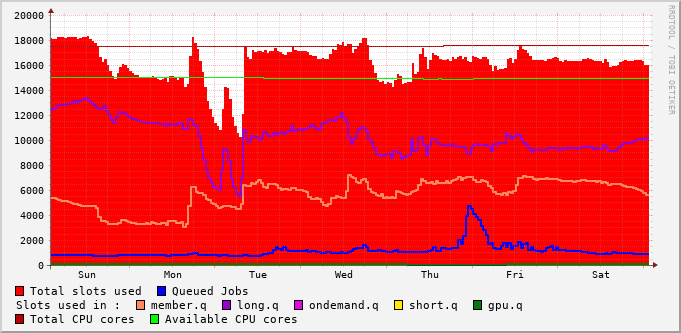 20000
18000
16000
14000
12000
10000
8000
6000
4000
2000
0
Sun Mon Tue Wed Thu Fri Sat
RRDTOOL / TOBI OETIKER
Total slots used Queued Jobs
Slots used in : member.q long.q ondemand.q short.q gpu.q
Total CPU cores Available CPU cores